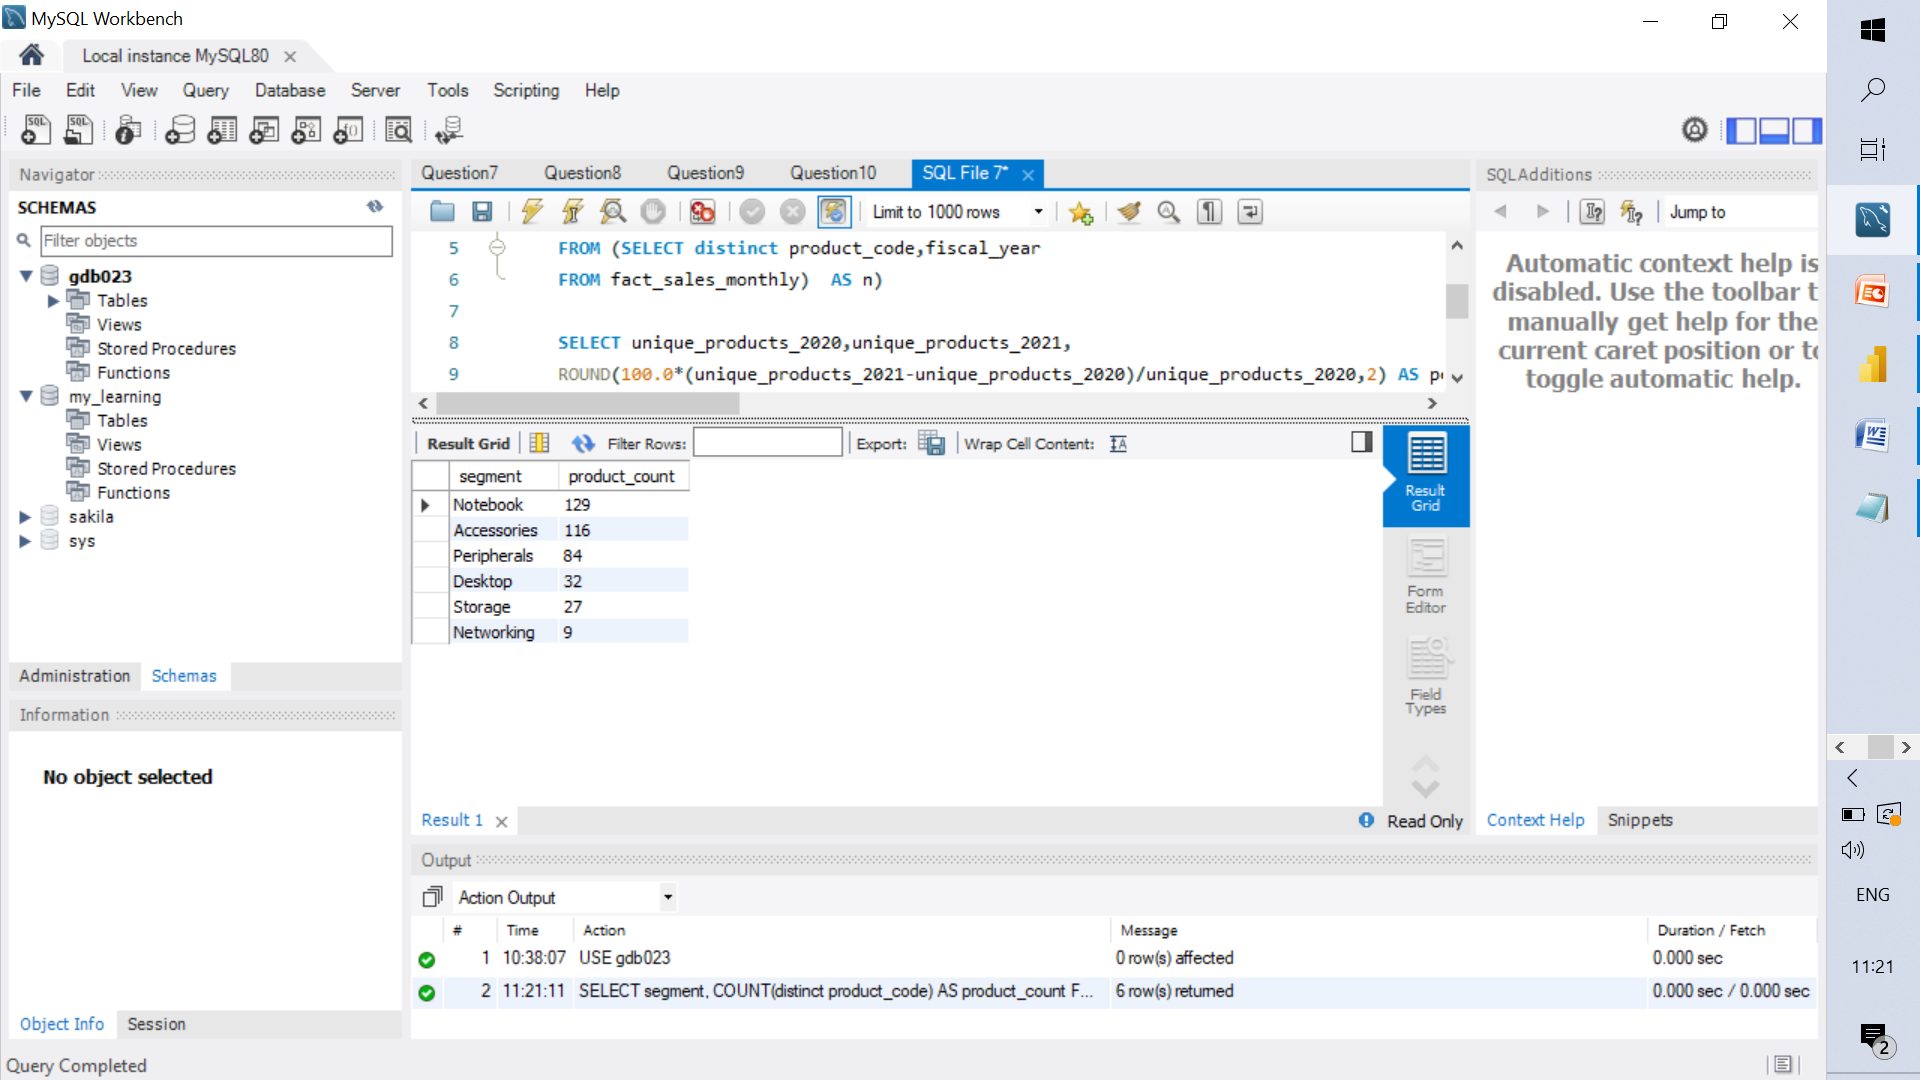 MySQL Workbench
Local instance MySQL80
File Edit View Query Database Server Tools Scripting Help
Navigator
SCHEMAS
Filter objects
gdb023
Tables
Views
Stored Procedures
Functions
my_learning
Tables
Views
Stored Procedures
Functions
sakila
sys
Administration Schemas
Information
No object selected
Object Info Session
Query Completed
Question7 Question8 Question9 Question10 SQL File 7*
Limit to 1000 rows
5 FROM (SELECT distinct product_code,fiscal_year
6 FROM fact_sales_monthly) AS n)
7
8 SELECT unique_products_2020,unique_products_2021,
9 ROUND(100.0*(unique_products_2021-unique_products_2020)/unique_products_2020,2) AS
Result Grid Filter Rows: Export: Wrap Cell Content:
segment product_count
Notebook 129
Accessories 116
Peripherals 84
Desktop 32
Storage 27
Networking 9
Result Grid
Form Editor
Field Types
Result 1 Read Only
SQLAdditions
Jump to
Automatic context help is
disabled. Use the toolbar t
manually get help for the
current caret position or to
toggle automatic help.
Context Help Snippets
Output
Action Output
# Time Action Message Duration / Fetch
1 10:38:07 USE gdb023 0 row(s) affected 0.000 sec
2 11:21:11 SELECT segment, COUNT(distinct product_code) AS product_count F... 6 row(s) returned 0.000 sec / 0.000 sec
ENG
11:21
2